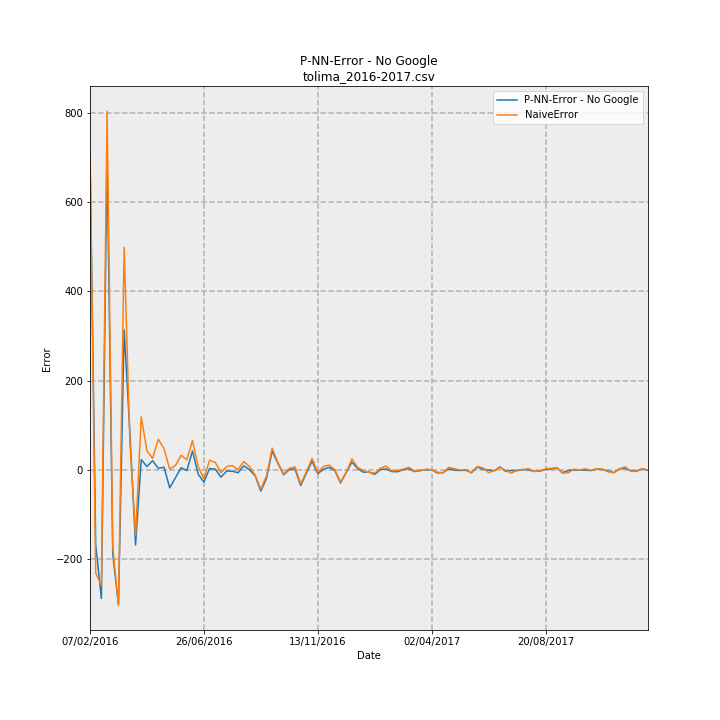 P-NN-Error - No Google
tolima_2016-2017.csv
P-NN-Error - No Google
NaiveError
800
600
400
200
0
−200
Error
07/02/2016
26/06/2016
13/11/2016
02/04/2017
20/08/2017
Date